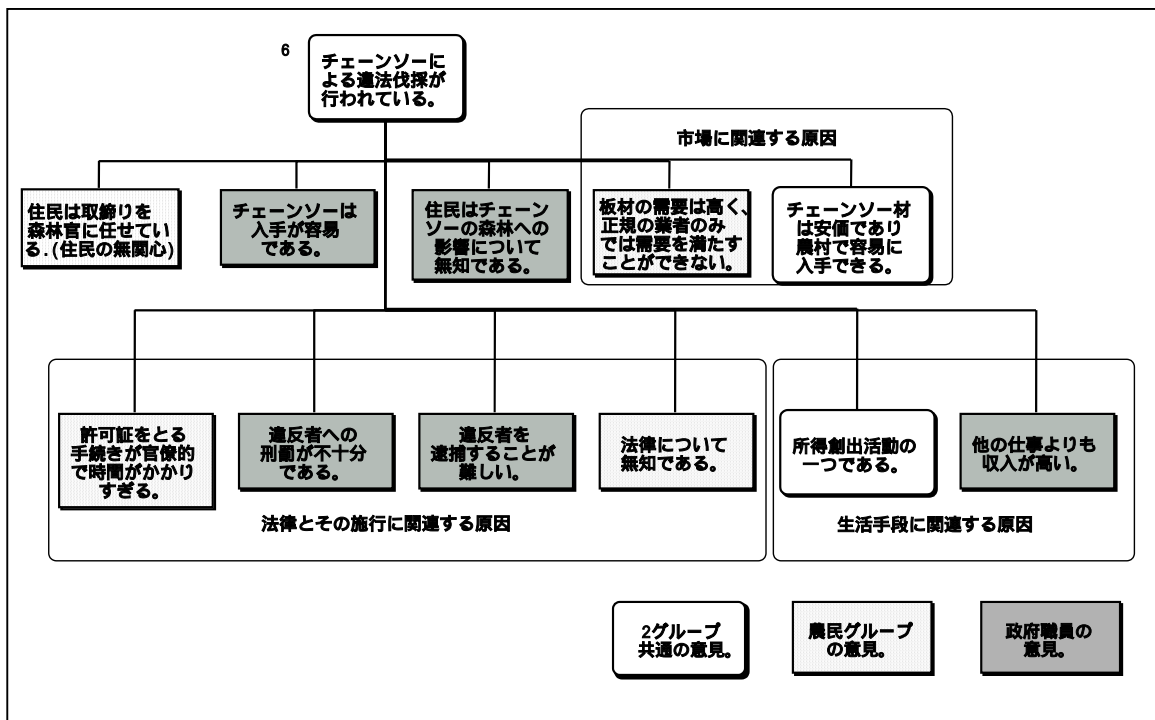 6
チェーンソーに
よる違法伐採が
行われている。
市場に関連する原因
住民は取締りを
森林官に任せてい
る.(住民の無関心)
チェーンソーは
入手が容易
である。
住民はチェーン
ソーの森林への
影響について
無知である。
板材の需要は高く、
正規の業者のみ
では需要を満たす
ことができない。
チェーンソー材
は安価であり
農村で容易に
入手できる。
許可証をとる
手続きが官僚的
で時間がかかり
すぎる。
違反者への
刑罰が不十分
である。
違反者を
逮捕することが
難しい。
法律について
無知である。
所得創出活動の
一つである。
他の仕事よりも
収入が高い。
法律とその施行に関連する原因
生活手段に関連する原因
2グループ
共通の意見。
農民グループ
の意見。
政府職員の
意見。